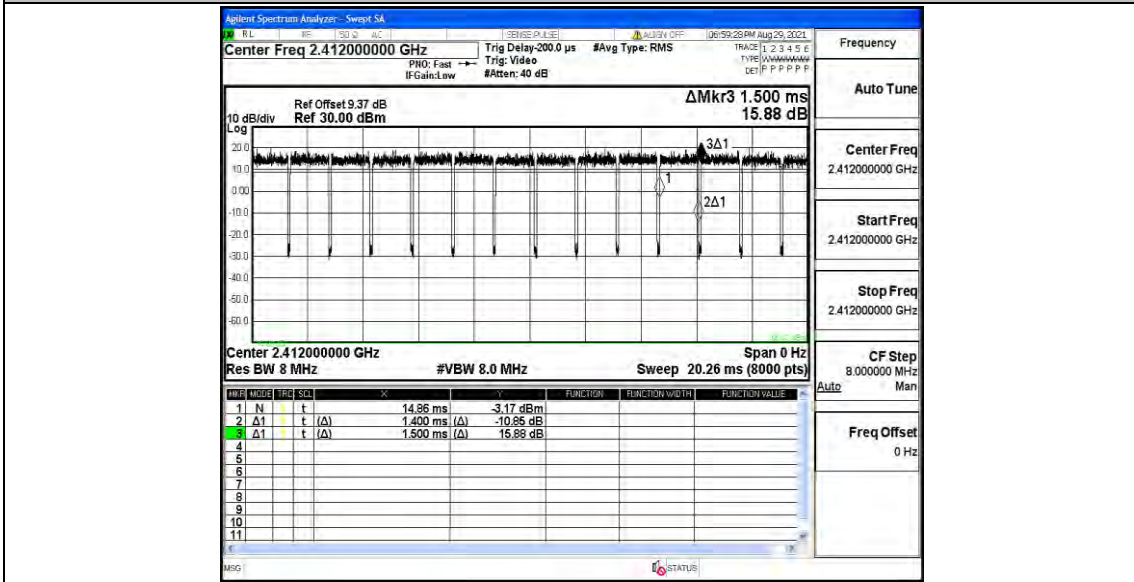 Agilent Spectrum Analyzer - Swept SA
RL RF 50 Ω AC SENSE:PULSE ALIGN OFF 06:59:28 PM Aug 29, 2021
Center Freq 2.412000000 GHz
PNO: Fast
IFGain:Low
Trig Delay-200.0 µs
Trig: Video
#Atten: 40 dB
#Avg Type: RMS
TRACE 1 2 3 4 5 6
TYPE
DET P P P P P P
Frequency
Auto Tune
ΔMkr3 1.500 ms
15.88 dB
Ref Offset 9.37 dB
10 dB/div Ref 30.00 dBm
Log
20.0
10.0
0.00
-10.0
-20.0
-30.0
-40.0
-50.0
-60.0
3Δ1
1
2Δ1
Center Freq
2.412000000 GHz
Start Freq
2.412000000 GHz
Stop Freq
2.412000000 GHz
CF Step
8.000000 MHz
Auto Man
Freq Offset
0 Hz
Center 2.412000000 GHz Span 0 Hz
Res BW 8 MHz #VBW 8.0 MHz Sweep 20.26 ms (8000 pts)
MKR MODE TRC SCL X Y FUNCTION FUNCTION WIDTH FUNCTION VALUE
1 N t 14.86 ms -3.17 dBm
2 Δ1 t (Δ) 1.400 ms (Δ) -10.85 dB
3 Δ1 t (Δ) 1.500 ms (Δ) 15.88 dB
4
5
6
7
8
9
10
11
MSG STATUS